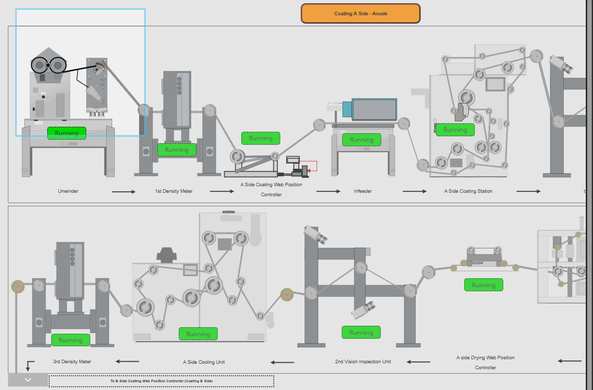 Coating A Side - Anode
Running
Running
Running
Running
Running
Unwinder
1st Density Meter
A Side Coating Web Position
Controller
Infeeder
A Side Coating Station
Running
Running
Running
Running
3rd Density Meter
A Side Cooling Unit
2nd Vision Inspection Unit
A side Drying Web Position
Controller
To B Side Coating Web Position Controller (Coating B Side)